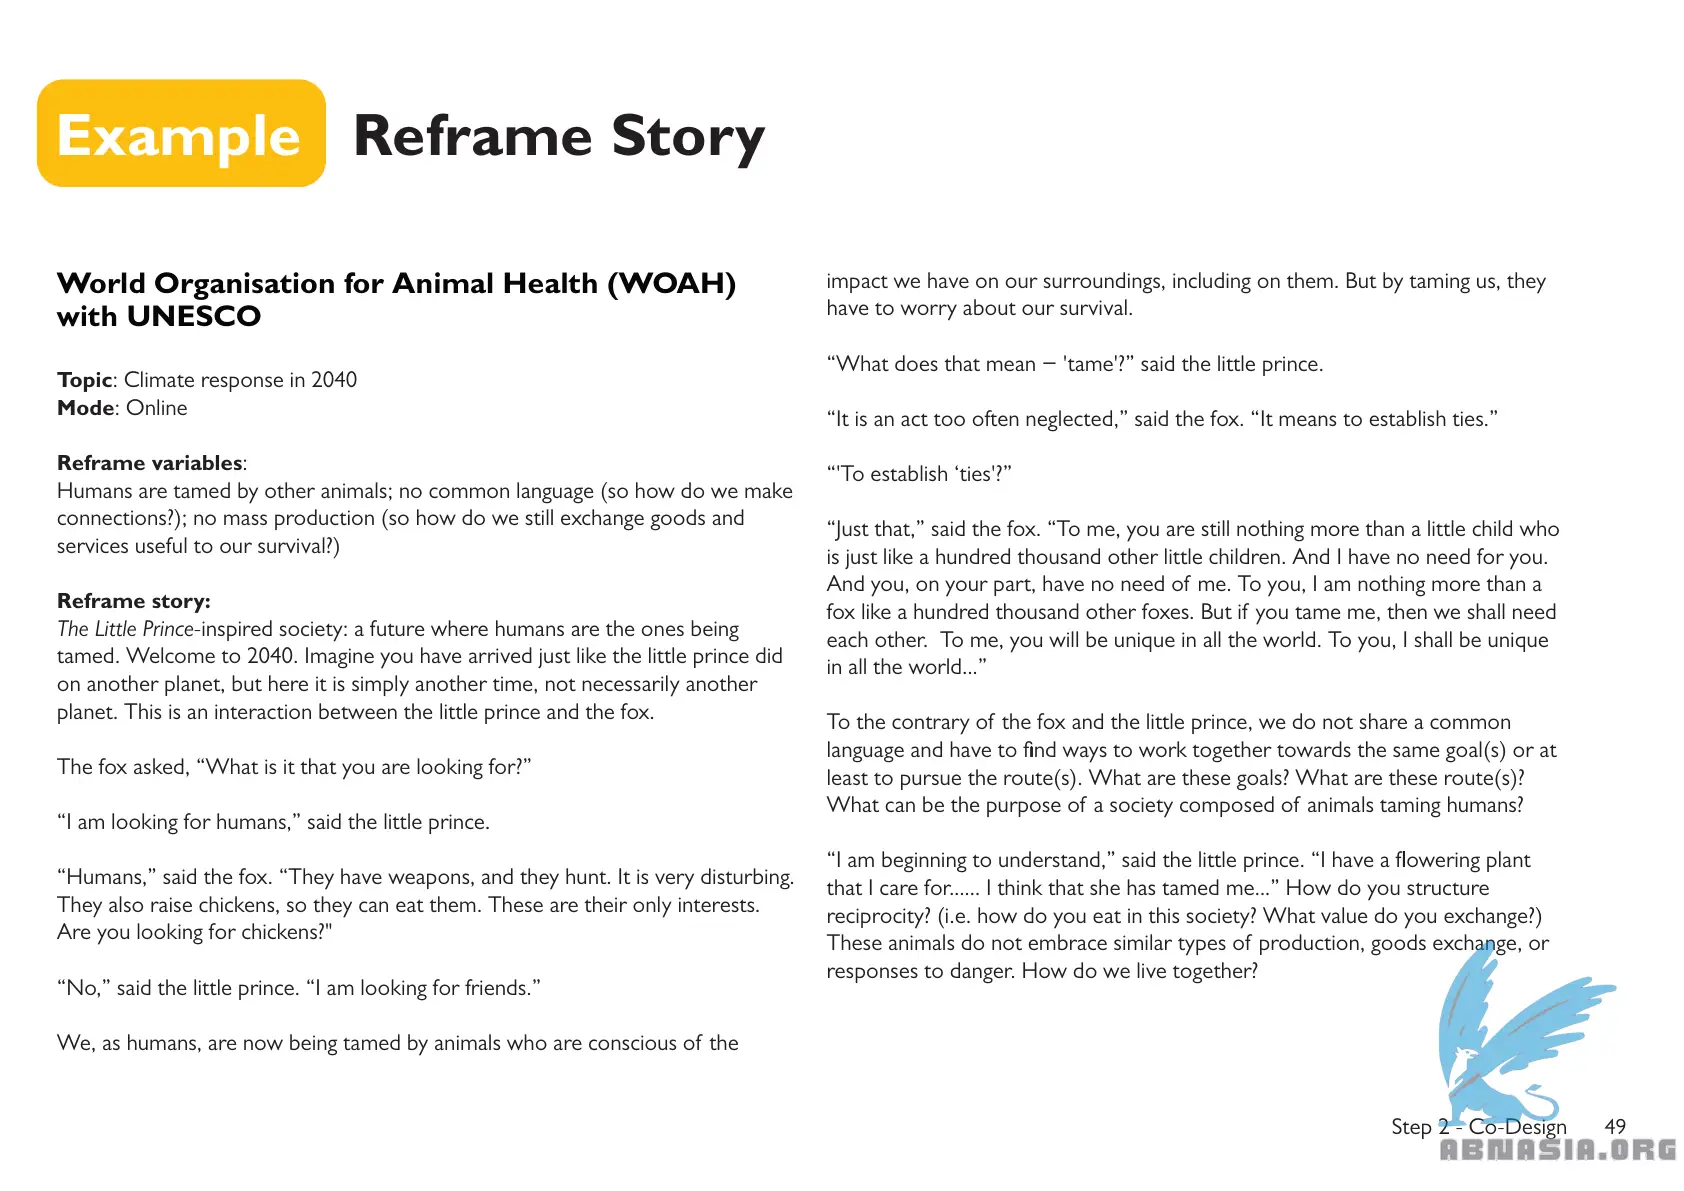 Example Reframe Story
World Organisation for Animal Health (WOAH)
with UNESCO
Topic: Climate response in 2040
Mode: Online
Reframe variables:
Humans are tamed by other animals; no common language (so how do we make
connections?); no mass production (so how do we still exchange goods and
services useful to our survival?)
Reframe story:
The Little Prince-inspired society: a future where humans are the ones being
tamed. Welcome to 2040. Imagine you have arrived just like the little prince did
on another planet, but here it is simply another time, not necessarily another
planet. This is an interaction between the little prince and the fox.
The fox asked, “What is it that you are looking for?”
“I am looking for humans,” said the little prince.
“Humans,” said the fox. “They have weapons, and they hunt. It is very disturbing.
They also raise chickens, so they can eat them. These are their only interests.
Are you looking for chickens?"
“No,” said the little prince. “I am looking for friends.”
We, as humans, are now being tamed by animals who are conscious of the
impact we have on our surroundings, including on them. But by taming us, they
have to worry about our survival.
“What does that mean – 'tame'?” said the little prince.
“It is an act too often neglected,” said the fox. “It means to establish ties.”
“'To establish ‘ties'?”
“Just that,” said the fox. “To me, you are still nothing more than a little child who
is just like a hundred thousand other little children. And I have no need for you.
And you, on your part, have no need of me. To you, I am nothing more than a
fox like a hundred thousand other foxes. But if you tame me, then we shall need
each other.  To me, you will be unique in all the world. To you, I shall be unique
in all the world...”
To the contrary of the fox and the little prince, we do not share a common
language and have to find ways to work together towards the same goal(s) or at
least to pursue the route(s). What are these goals? What are these route(s)?
What can be the purpose of a society composed of animals taming humans?
“I am beginning to understand,” said the little prince. “I have a flowering plant
that I care for...... I think that she has tamed me...” How do you structure
reciprocity? (i.e. how do you eat in this society? What value do you exchange?)
These animals do not embrace similar types of production, goods exchange, or
responses to danger. How do we live together?
Step 2 - Co-Design 49
ABNASIA.ORG